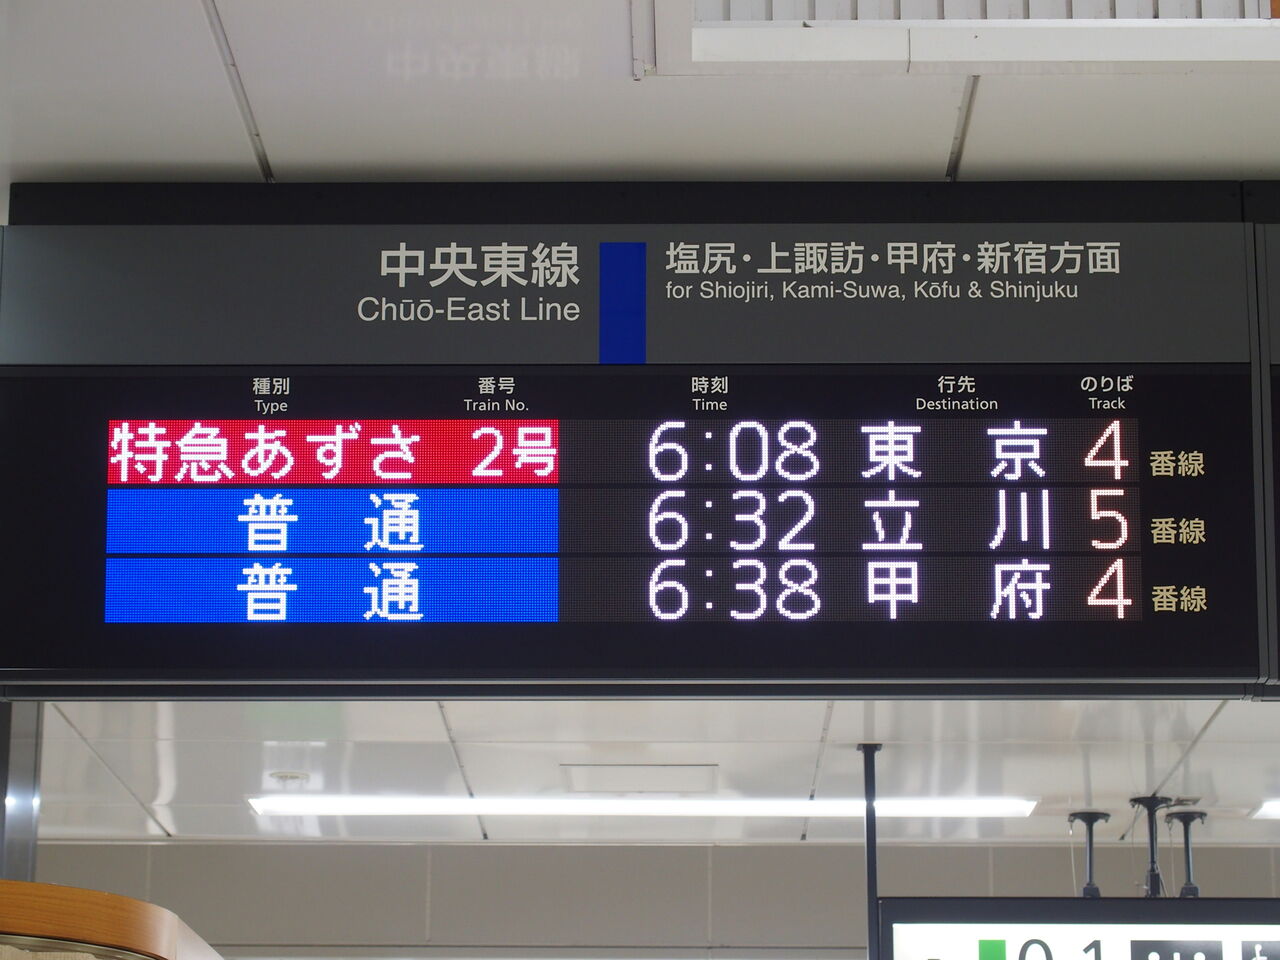 中央東線
Chūō-East Line
塩尻・上諏訪・甲府・新宿方面
for Shiojiri, Kami-Suwa, Kōfu & Shinjuku
種別 番号 時刻 行先 のりば
Type Train No. Time Destination Track
特急あずさ 2号 6:08 東京 4 番線
普通 6:32 立川 5 番線
普通 6:38 甲府 4 番線